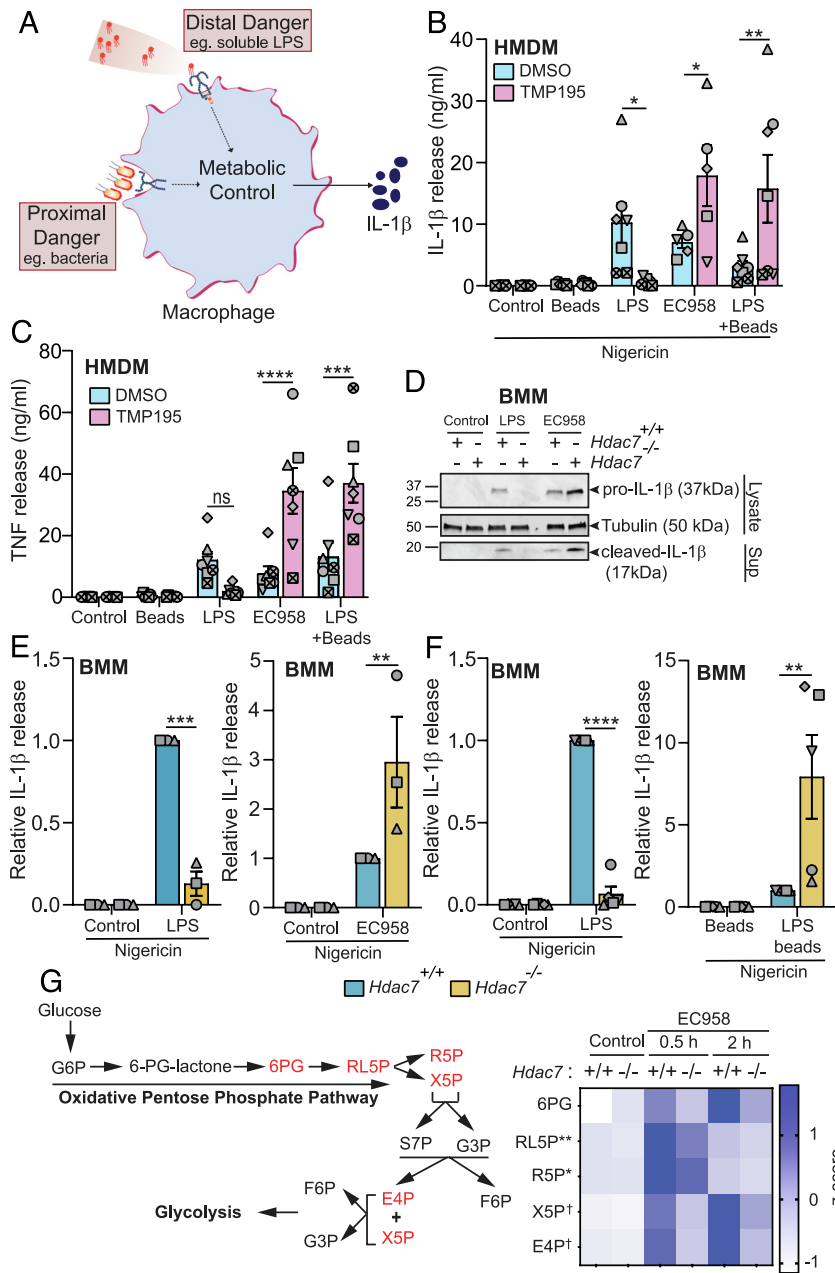 A
Distal Danger
eg. soluble LPS
Metabolic
Control
IL-1β
Proximal
Danger
eg. bacteria
Macrophage
B
HMDM
DMSO
TMP195
IL-1β release (ng/ml)
40
30
20
10
0
*
*
**
Control
Beads
LPS
EC958
LPS
+Beads
Nigericin
C
HMDM
DMSO
TMP195
TNF release (ng/ml)
80
60
40
20
0
ns
****
***
Control
Beads
LPS
EC958
LPS
+Beads
D
BMM
Control LPS EC958
+ - + - + - Hdac7+/+
- + - + - + Hdac7-/-
37
25
pro-IL-1β (37kDa)
50
Tubulin (50 kDa)
20
cleaved-IL-1β
(17kDa)
Lysate
Sup
E
BMM
Relative IL-1β release
1.5
1.0
0.5
0.0
***
Control
LPS
Nigericin
BMM
Relative IL-1β release
5
4
3
2
1
0
**
Control
EC958
Nigericin
F
BMM
Relative IL-1β release
1.5
1.0
0.5
0.0
****
Control
LPS
Nigericin
BMM
Relative IL-1β release
15
10
5
0
**
Beads
LPS
beads
Nigericin
Hdac7+/+
Hdac7-/-
G
Glucose
G6P
6-PG-lactone
6PG
RL5P
R5P
X5P
Oxidative Pentose Phosphate Pathway
S7P
G3P
F6P
E4P
+
X5P
F6P
G3P
Glycolysis
EC958
Control 0.5 h 2 h
Hdac7 : +/+ -/- +/+ -/- +/+ -/-
6PG
RL5P**
R5P*
X5P†
E4P†
1
0
-1